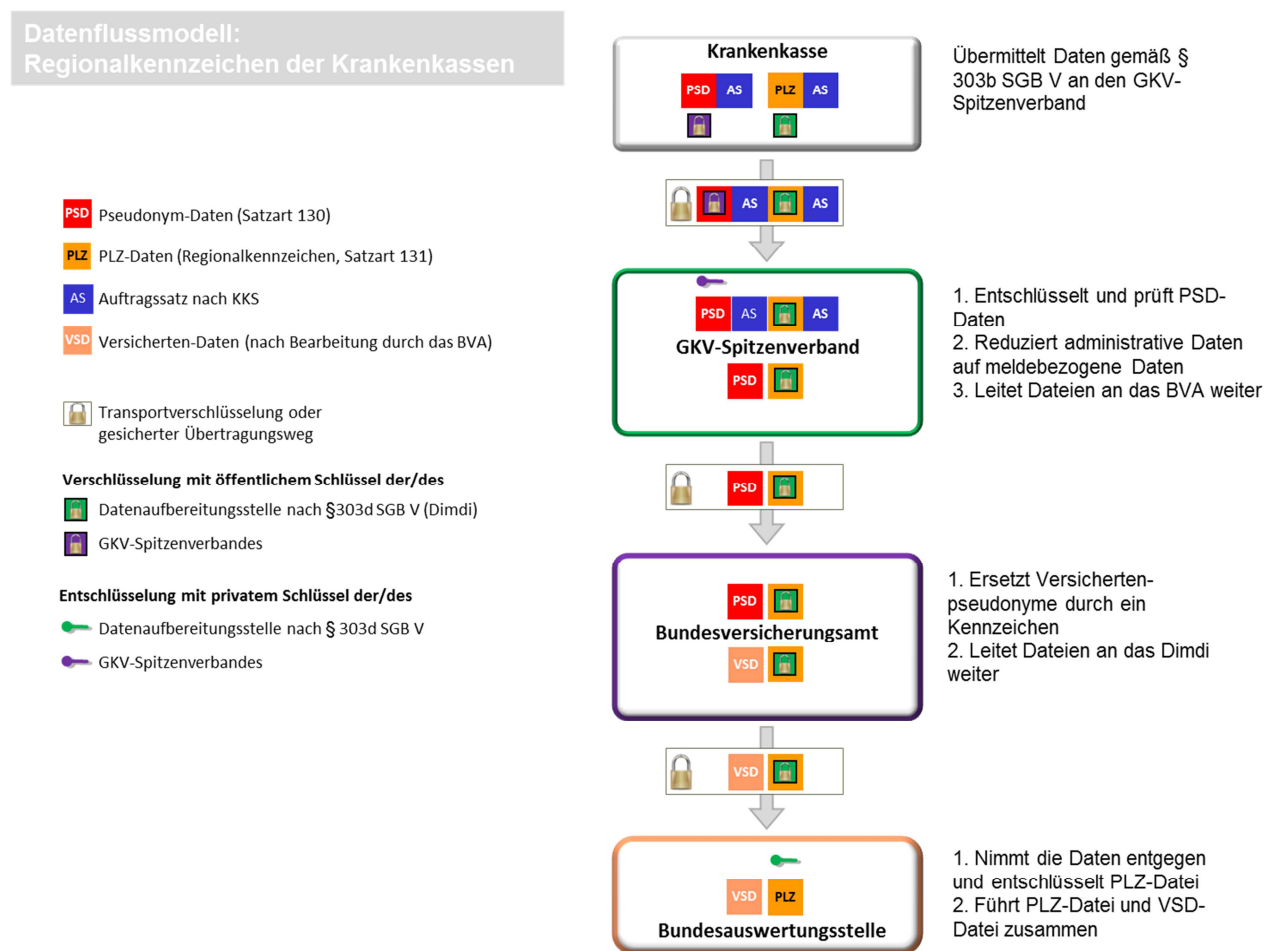 Datenflussmodell:
Regionalkennzeichen der Krankenkassen
PSD Pseudonym-Daten (Satzart 130)
PLZ PLZ-Daten (Regionalkennzeichen, Satzart 131)
AS Auftragssatz nach KKS
VSD Versicherten-Daten (nach Bearbeitung durch das BVA)
Transportverschlüsselung oder
gesicherter Übertragungsweg
Verschlüsselung mit öffentlichem Schlüssel der/des
Datenaufbereitungsstelle nach §303d SGB V (Dimdi)
GKV-Spitzenverbandes
Entschlüsselung mit privatem Schlüssel der/des
Datenaufbereitungsstelle nach § 303d SGB V
GKV-Spitzenverbandes
Krankenkasse
PSD AS PLZ AS
Übermittelt Daten gemäß §
303b SGB V an den GKV-
Spitzenverband
AS AS
PSD AS AS
GKV-Spitzenverband
PSD
1. Entschlüsselt und prüft PSD-
Daten
2. Reduziert administrative Daten
auf meldebezogene Daten
3. Leitet Dateien an das BVA weiter
PSD
PSD
Bundesversicherungsamt
VSD
1. Ersetzt Versicherten-
pseudonyme durch ein
Kennzeichen
2. Leitet Dateien an das Dimdi
weiter
VSD
VSD PLZ
Bundesauswertungsstelle
1. Nimmt die Daten entgegen
und entschlüsselt PLZ-Datei
2. Führt PLZ-Datei und VSD-
Datei zusammen